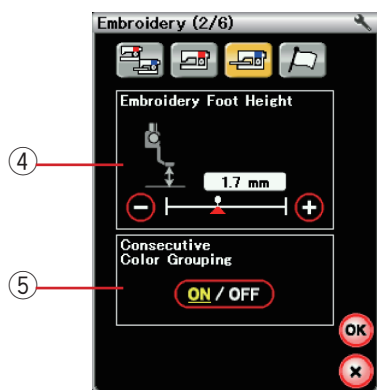 Embroidery (2/6)
Embroidery Foot Height
④
1.7 mm
− +
Consecutive
Color Grouping
⑤
ON / OFF
OK
×